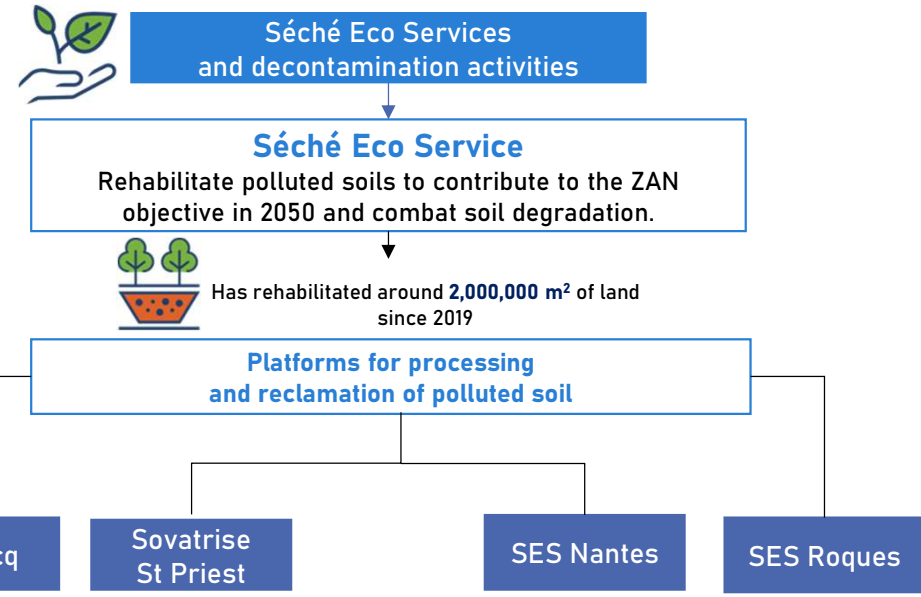 Séché Eco Services
and decontamination activities
Séché Eco Service
Rehabilitate polluted soils to contribute to the ZAN
objective in 2050 and combat soil degradation.
Has rehabilitated around 2,000,000 m² of land
since 2019
Platforms for processing
and reclamation of polluted soil
cq
Sovatrise
St Priest
SES Nantes
SES Roques